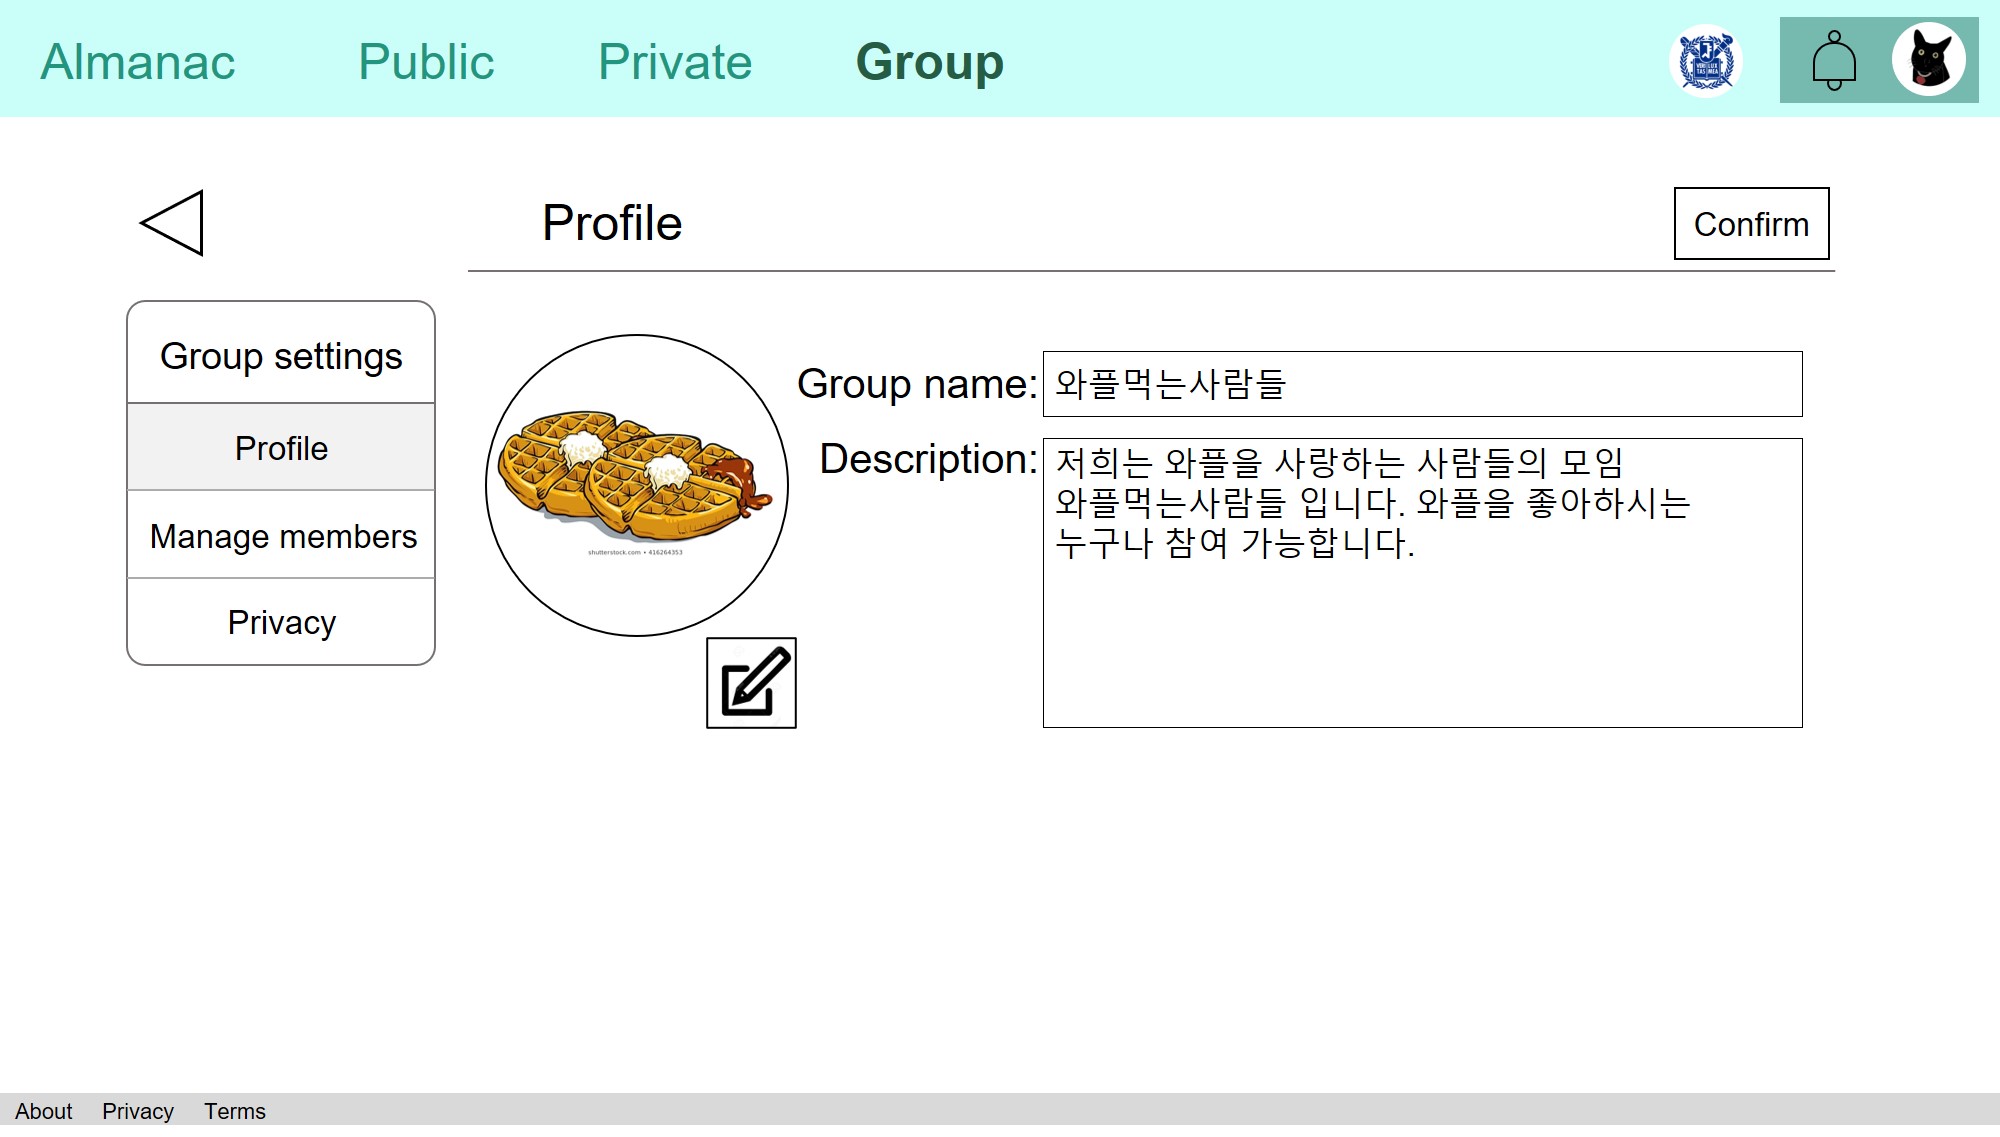 Almanac Public Private Group
Profile
Confirm
Group settings
Profile
Manage members
Privacy
Group name: 와플먹는사람들
Description: 저희는 와플을 사랑하는 사람들의 모임
와플먹는사람들 입니다. 와플을 좋아하시는
누구나 참여 가능합니다.
shutterstock.com • 416264353
About Privacy Terms